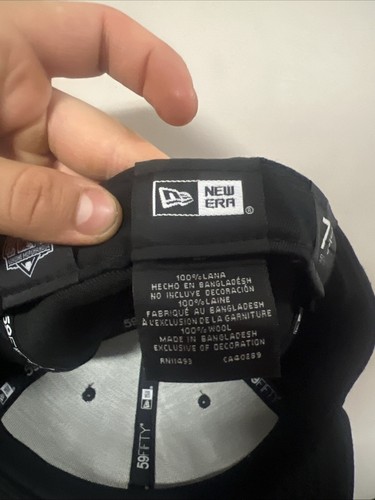 NEW
ERA
®
100% LANA
HECHO EN BANGLADÉSH
NO INCLUYE DECORACIÓN
100% LAINE
FABRIQUÉ AU BANGLADESH
À L'EXCLUSION DE LA GARNITURE
100% WOOL
MADE IN BANGLADESH
EXCLUSIVE OF DECORATION
RN11493 CA40289
59FIFTY